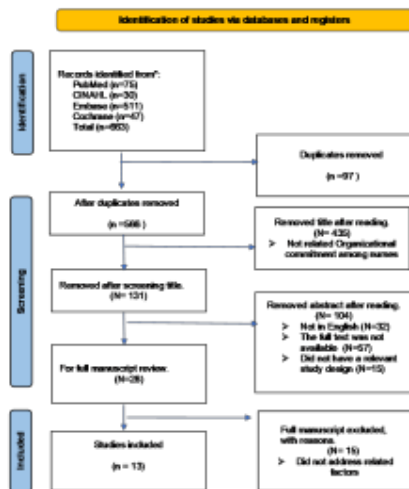 Identification of studies via databases and registers
Identification
Records identified from*:
PubMed (n=75)
CINAHL (n=30)
Embase (n=511)
Cochrane (n=47)
Total (n=663)
Duplicates removed
(n =97 )
After duplicates removed
(n =566 )
Removed title after reading.
(N= 435)
➢ Not related Organizational
commitment among nurses
Screening
Removed after screening title.
(N= 131)
Removed abstract after reading.
(N =104)
➢ Not in English (N=32)
➢ The full test was not
available (N=57)
➢ Did not have a relevant
study design (N=15)
For full manuscript review.
(N=28)
Full manuscript excluded,
with reasons.
(N = 15)
➢ Did not address related
factors
Included
Studies included
(n = 13)